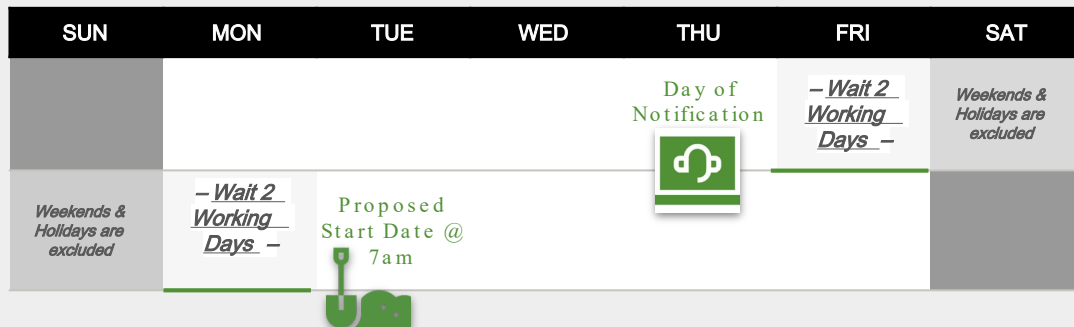 SUN MON TUE WED THU FRI SAT
Day of
Notification
– Wait 2
Working
Days –
Weekends &
Holidays are
excluded
Weekends &
Holidays are
excluded
– Wait 2
Working
Days –
Proposed
Start Date @
7am